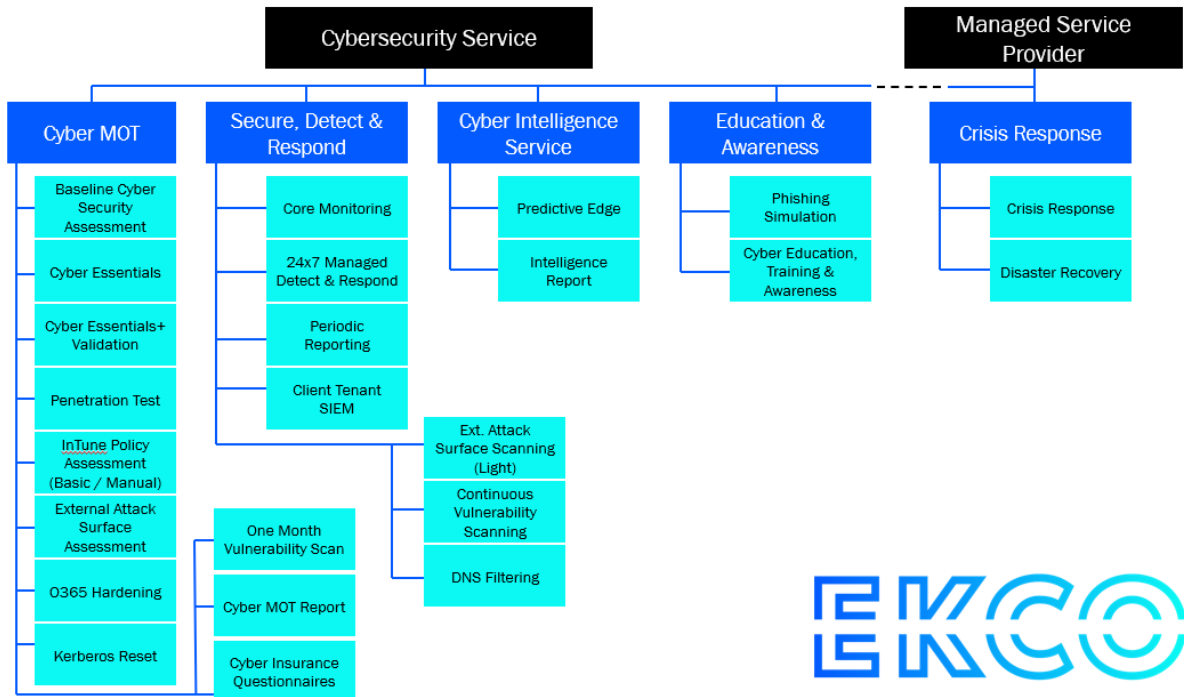 Cybersecurity Service
Managed Service
Provider
Cyber MOT
Secure, Detect &
Respond
Cyber Intelligence
Service
Education &
Awareness
Crisis Response
Baseline Cyber
Security
Assessment
Cyber Essentials
Cyber Essentials+
Validation
Penetration Test
InTune Policy
Assessment
(Basic / Manual)
External Attack
Surface
Assessment
O365 Hardening
Kerberos Reset
One Month
Vulnerability Scan
Cyber MOT Report
Cyber Insurance
Questionnaires
Core Monitoring
24x7 Managed
Detect & Respond
Periodic
Reporting
Client Tenant
SIEM
Ext. Attack
Surface Scanning
(Light)
Continuous
Vulnerability
Scanning
DNS Filtering
Predictive Edge
Intelligence
Report
Phishing
Simulation
Cyber Education,
Training &
Awareness
Crisis Response
Disaster Recovery
EKCO